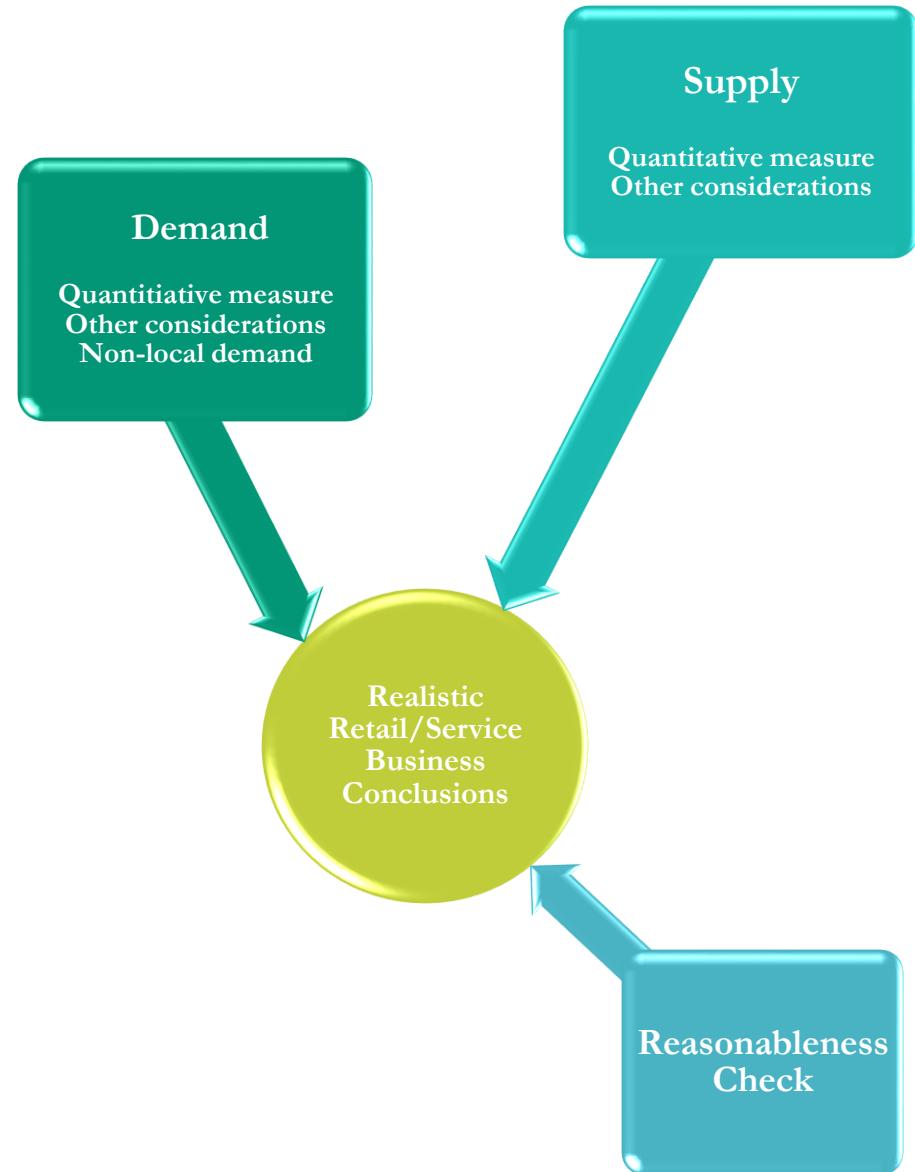 Supply
Quantitative measure
Other considerations
Demand
Quantitiative measure
Other considerations
Non-local demand
Realistic
Retail/Service
Business
Conclusions
Reasonableness
Check